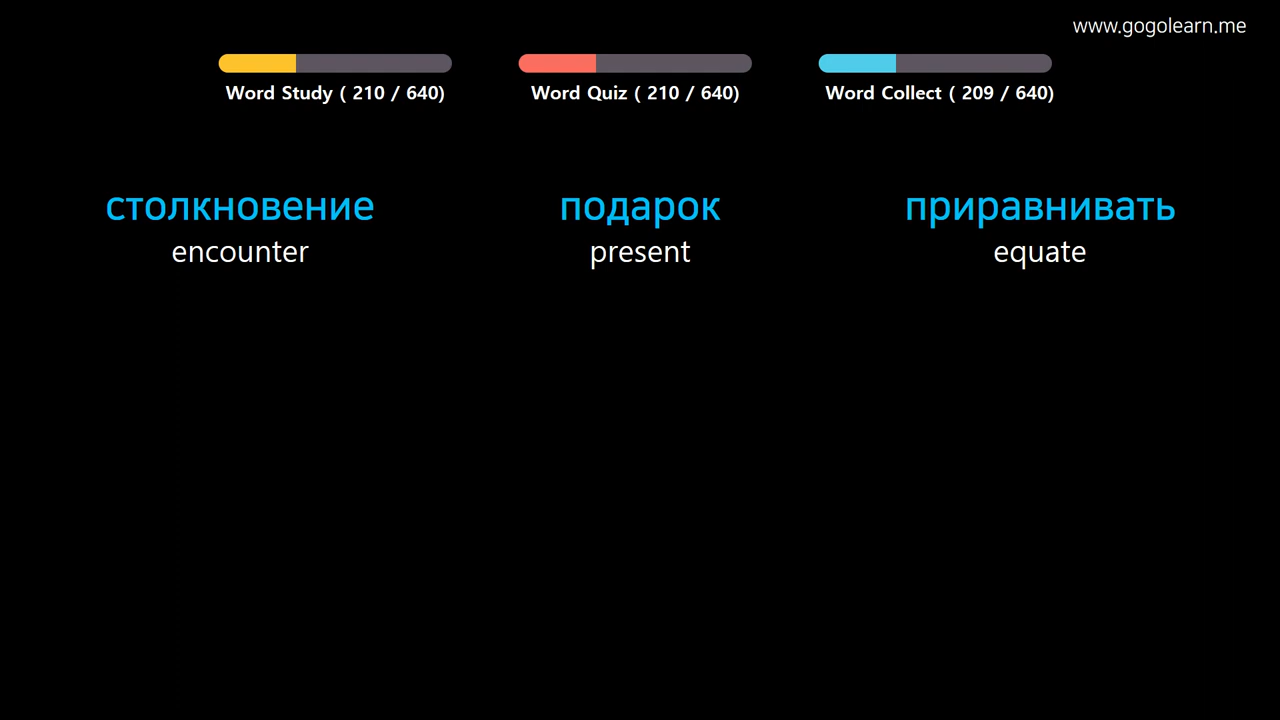 www.gogolearn.me
Word Study ( 210 / 640)
Word Quiz ( 210 / 640)
Word Collect ( 209 / 640)
столкновение
encounter
подарок
present
приравнивать
equate